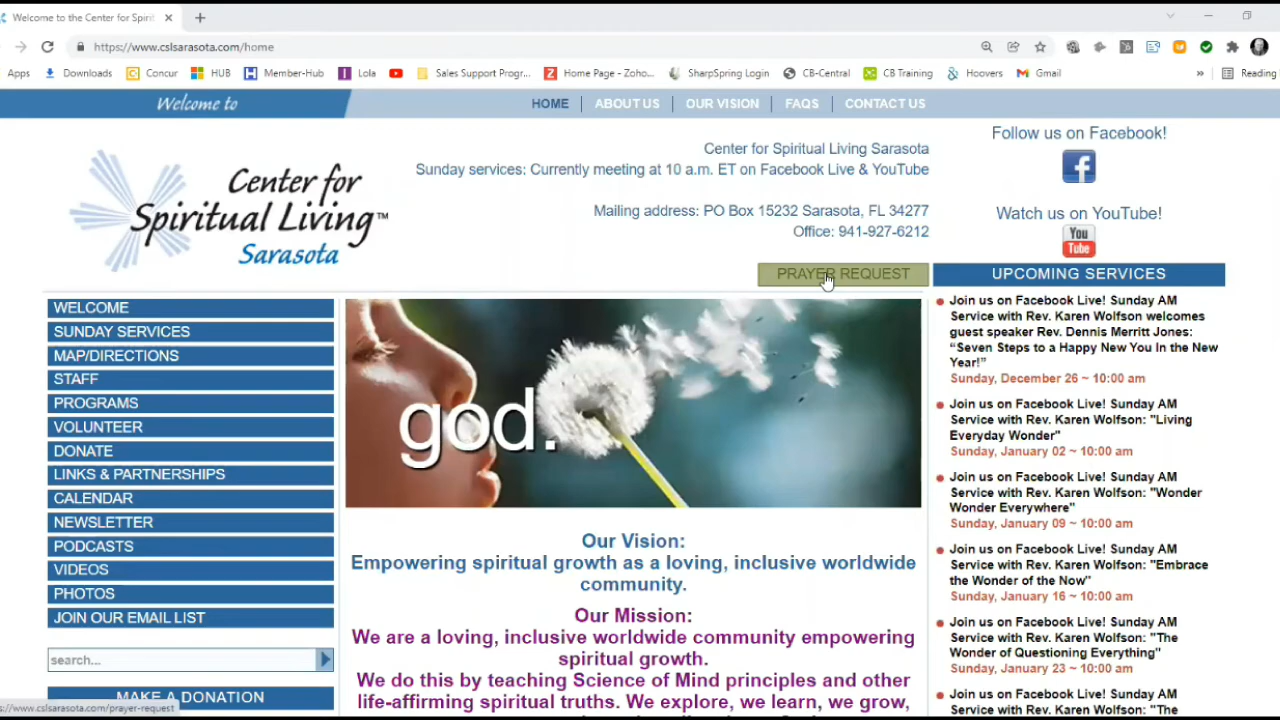 Welcome to the Center for Spirit
https://www.cslsarasota.com/home
Apps
Downloads
Concur
HUB
Member-Hub
Lola
Sales Support Progr...
Home Page - Zoho...
SharpSpring Login
CB-Central
CB Training
Hoovers
Gmail
»
Reading
Welcome to
HOME
ABOUT US
OUR VISION
FAQS
CONTACT US
Center for
Spiritual Living™
Sarasota
Center for Spiritual Living Sarasota
Sunday services: Currently meeting at 10 a.m. ET on Facebook Live & YouTube
Mailing address: PO Box 15232 Sarasota, FL 34277
Office: 941-927-6212
PRAYER REQUEST
Follow us on Facebook!
f
Watch us on YouTube!
You
Tube
UPCOMING SERVICES
WELCOME
SUNDAY SERVICES
MAP/DIRECTIONS
STAFF
PROGRAMS
VOLUNTEER
DONATE
LINKS & PARTNERSHIPS
CALENDAR
NEWSLETTER
PODCASTS
VIDEOS
PHOTOS
JOIN OUR EMAIL LIST
search...
MAKE A DONATION
god.
Our Vision:
Empowering spiritual growth as a loving, inclusive worldwide
community.
Our Mission:
We are a loving, inclusive worldwide community empowering
spiritual growth.
We do this by teaching Science of Mind principles and other
life-affirming spiritual truths. We explore, we learn, we grow,
Join us on Facebook Live! Sunday AM
Service with Rev. Karen Wolfson welcomes
guest speaker Rev. Dennis Merritt Jones:
“Seven Steps to a Happy New You In the New
Year!”
Sunday, December 26 ~ 10:00 am
Join us on Facebook Live! Sunday AM
Service with Rev. Karen Wolfson: "Living
Everyday Wonder"
Sunday, January 02 ~ 10:00 am
Join us on Facebook Live! Sunday AM
Service with Rev. Karen Wolfson: "Wonder
Wonder Everywhere"
Sunday, January 09 ~ 10:00 am
Join us on Facebook Live! Sunday AM
Service with Rev. Karen Wolfson: "Embrace
the Wonder of the Now"
Sunday, January 16 ~ 10:00 am
Join us on Facebook Live! Sunday AM
Service with Rev. Karen Wolfson: "The
Wonder of Questioning Everything"
Sunday, January 23 ~ 10:00 am
Join us on Facebook Live! Sunday AM
Service with Rev. Karen Wolfson: "The
s://www.cslsarasota.com/prayer-request